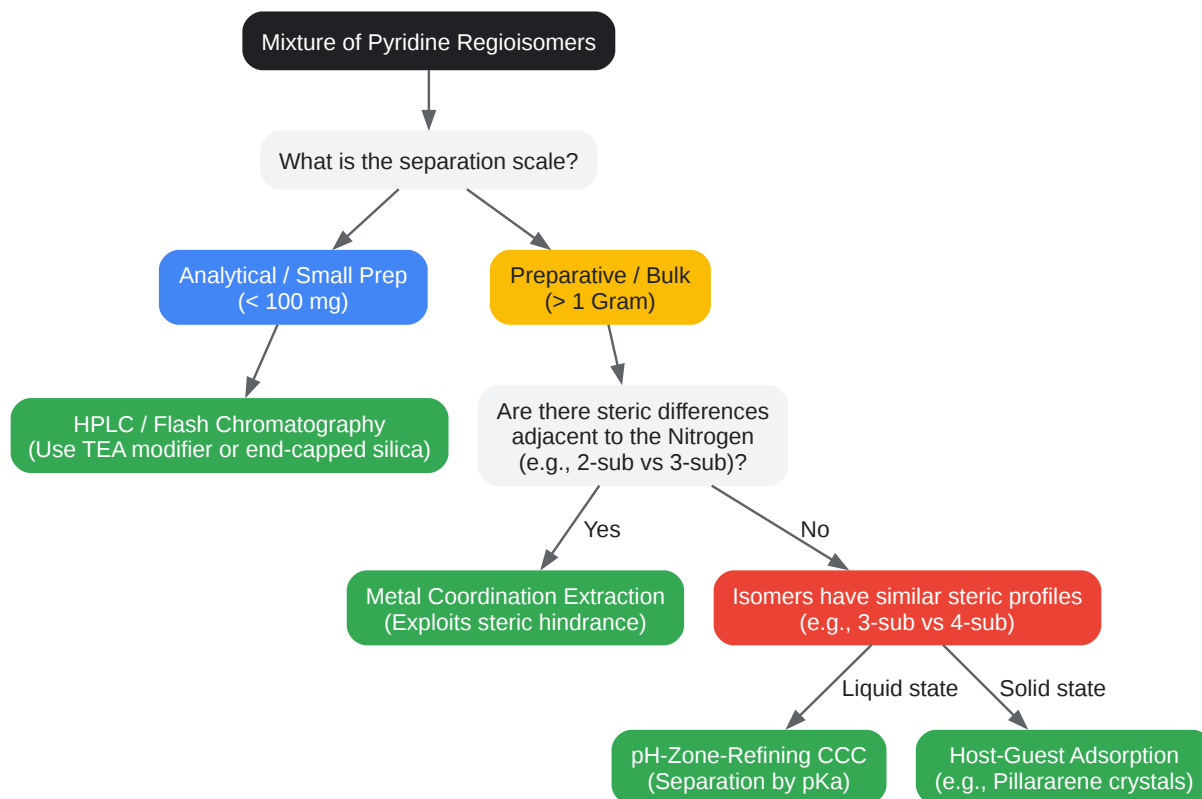 Mixture of Pyridine Regioisomers
What is the separation scale?
Analytical / Small Prep
(< 100 mg)
Preparative / Bulk
(> 1 Gram)
HPLC / Flash Chromatography
(Use TEA modifier or end-capped silica)
Are there steric differences
adjacent to the Nitrogen
(e.g., 2-sub vs 3-sub)?
Yes
No
Metal Coordination Extraction
(Exploits steric hindrance)
Isomers have similar steric profiles
(e.g., 3-sub vs 4-sub)
Liquid state
Solid state
pH-Zone-Refining CCC
(Separation by pKa)
Host-Guest Adsorption
(e.g., Pillararene crystals)